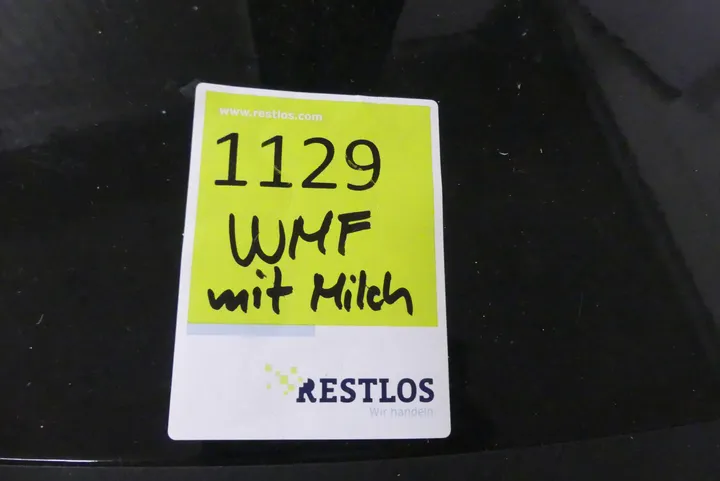 www.restlos.com
1129
WMF
mit Milch
RESTLOS
Wir handeln.